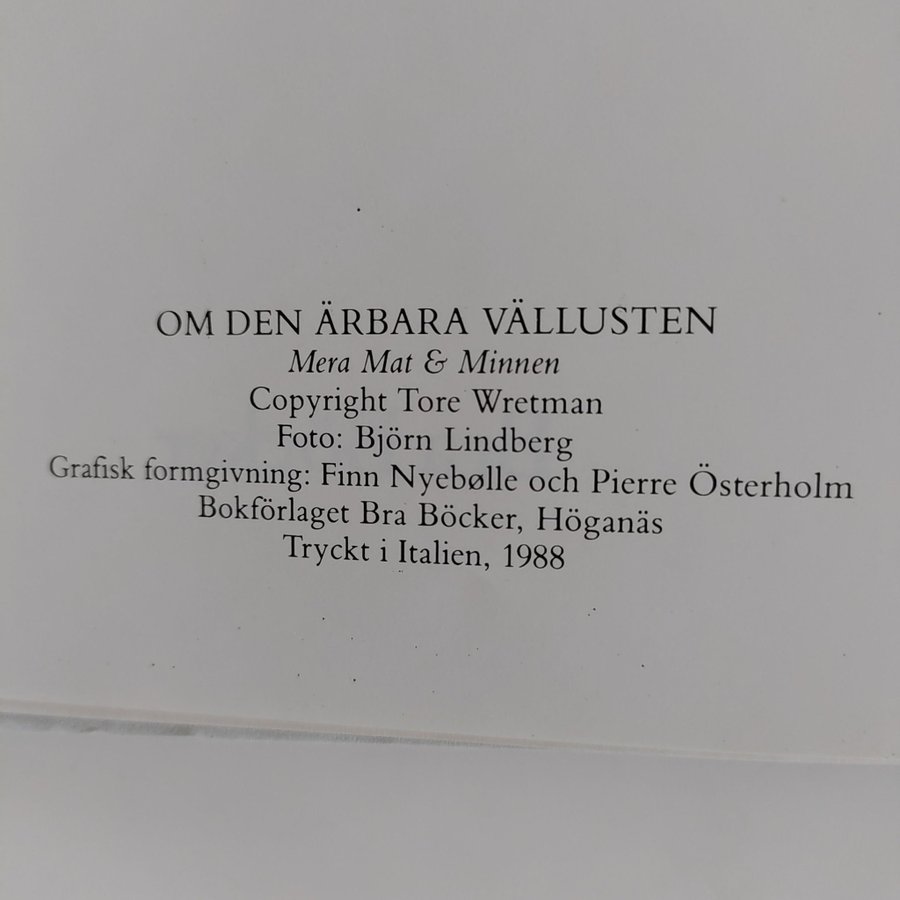 OM DEN ÄRBARA VÄLLUSTEN
Mera Mat & Minnen
Copyright Tore Wretman
Foto: Björn Lindberg
Grafisk formgivning: Finn Nyebølle och Pierre Österholm
Bokförlaget Bra Böcker, Höganäs
Tryckt i Italien, 1988